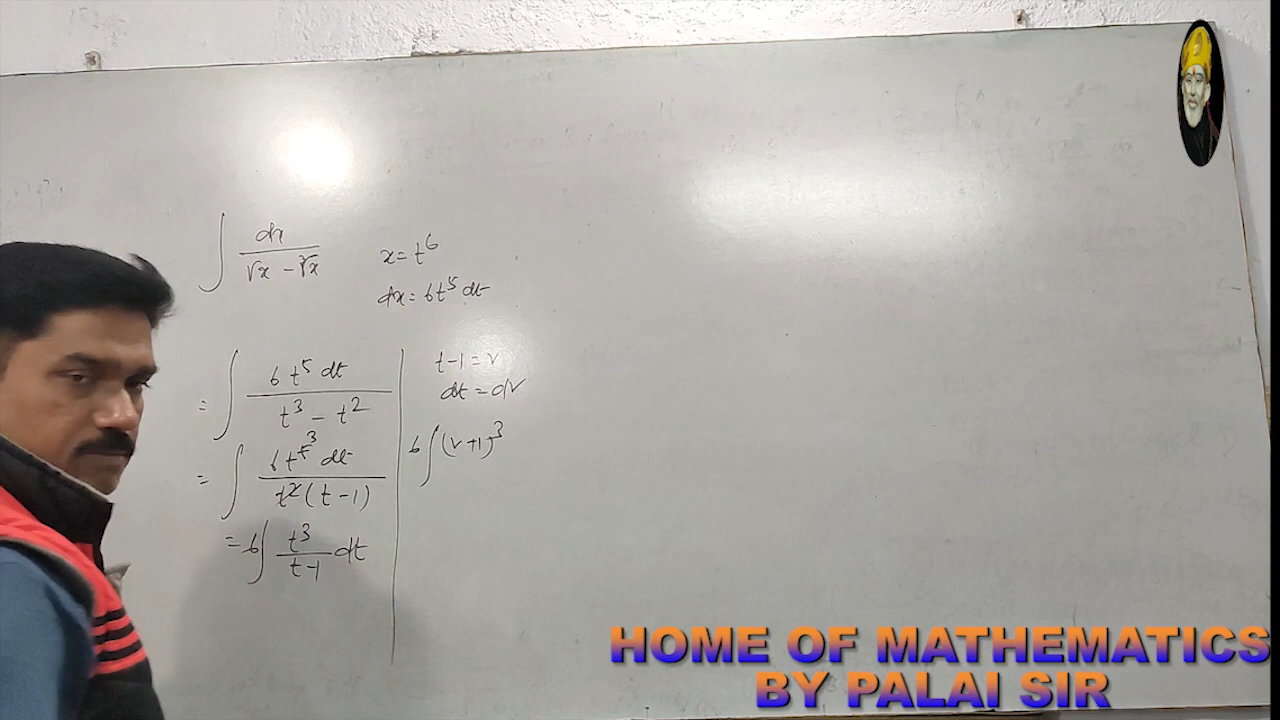 ∫ dx / (√x − ∛x)
x = t⁶
dx = 6t⁵ dt
= ∫ 6t⁵ dt / (t³ − t²)
= ∫ 6t⁵ ³ dt / (t²(t−1))
= 6∫ t³/(t−1) dt
t−1 = v
dt = dv
6∫(v+1)³
HOME OF MATHEMATICS
BY PALAI SIR